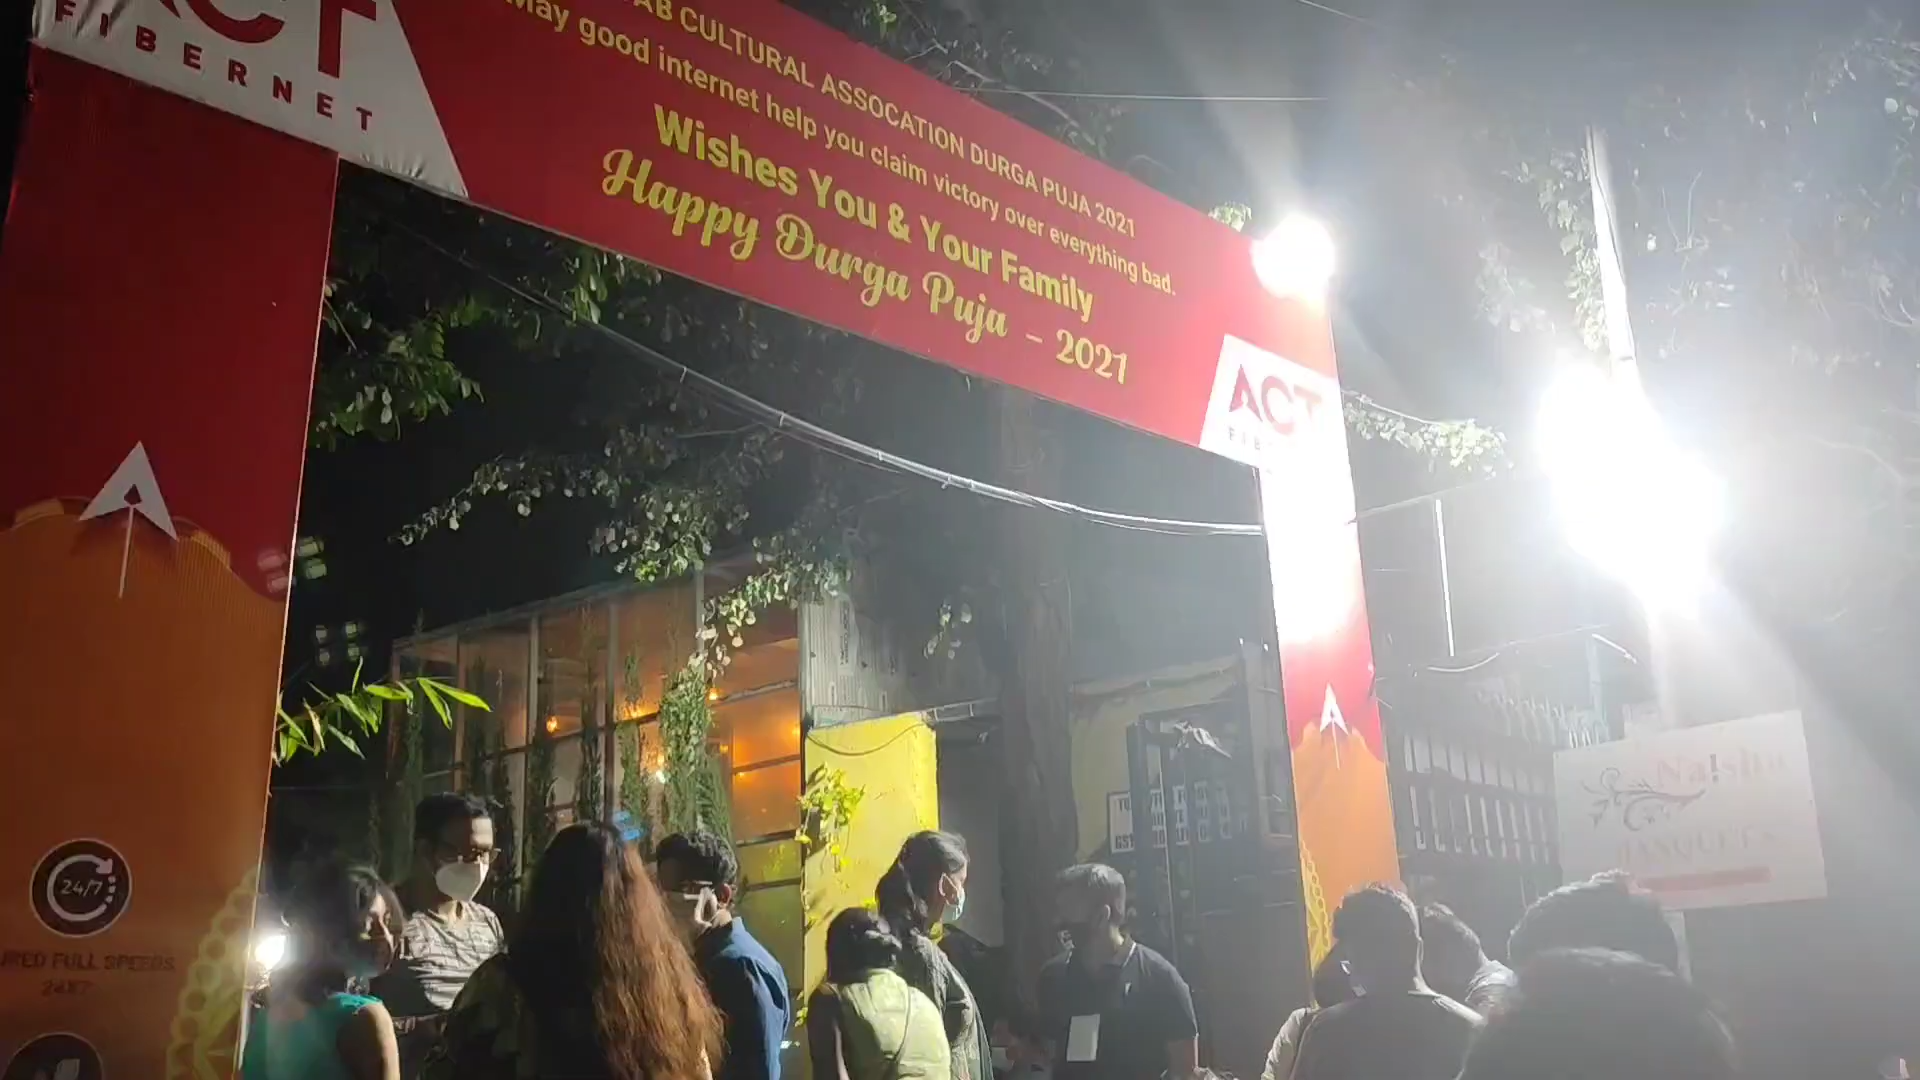 ACT
FIBERNET
CULTURAL ASSOCATION DURGA PUJA 2021
May good internet help you claim victory over everything bad.
Wishes You & Your Family
Happy Durga Puja - 2021
ACT
24/7
FULL SPEEDS
24x7
Naisha